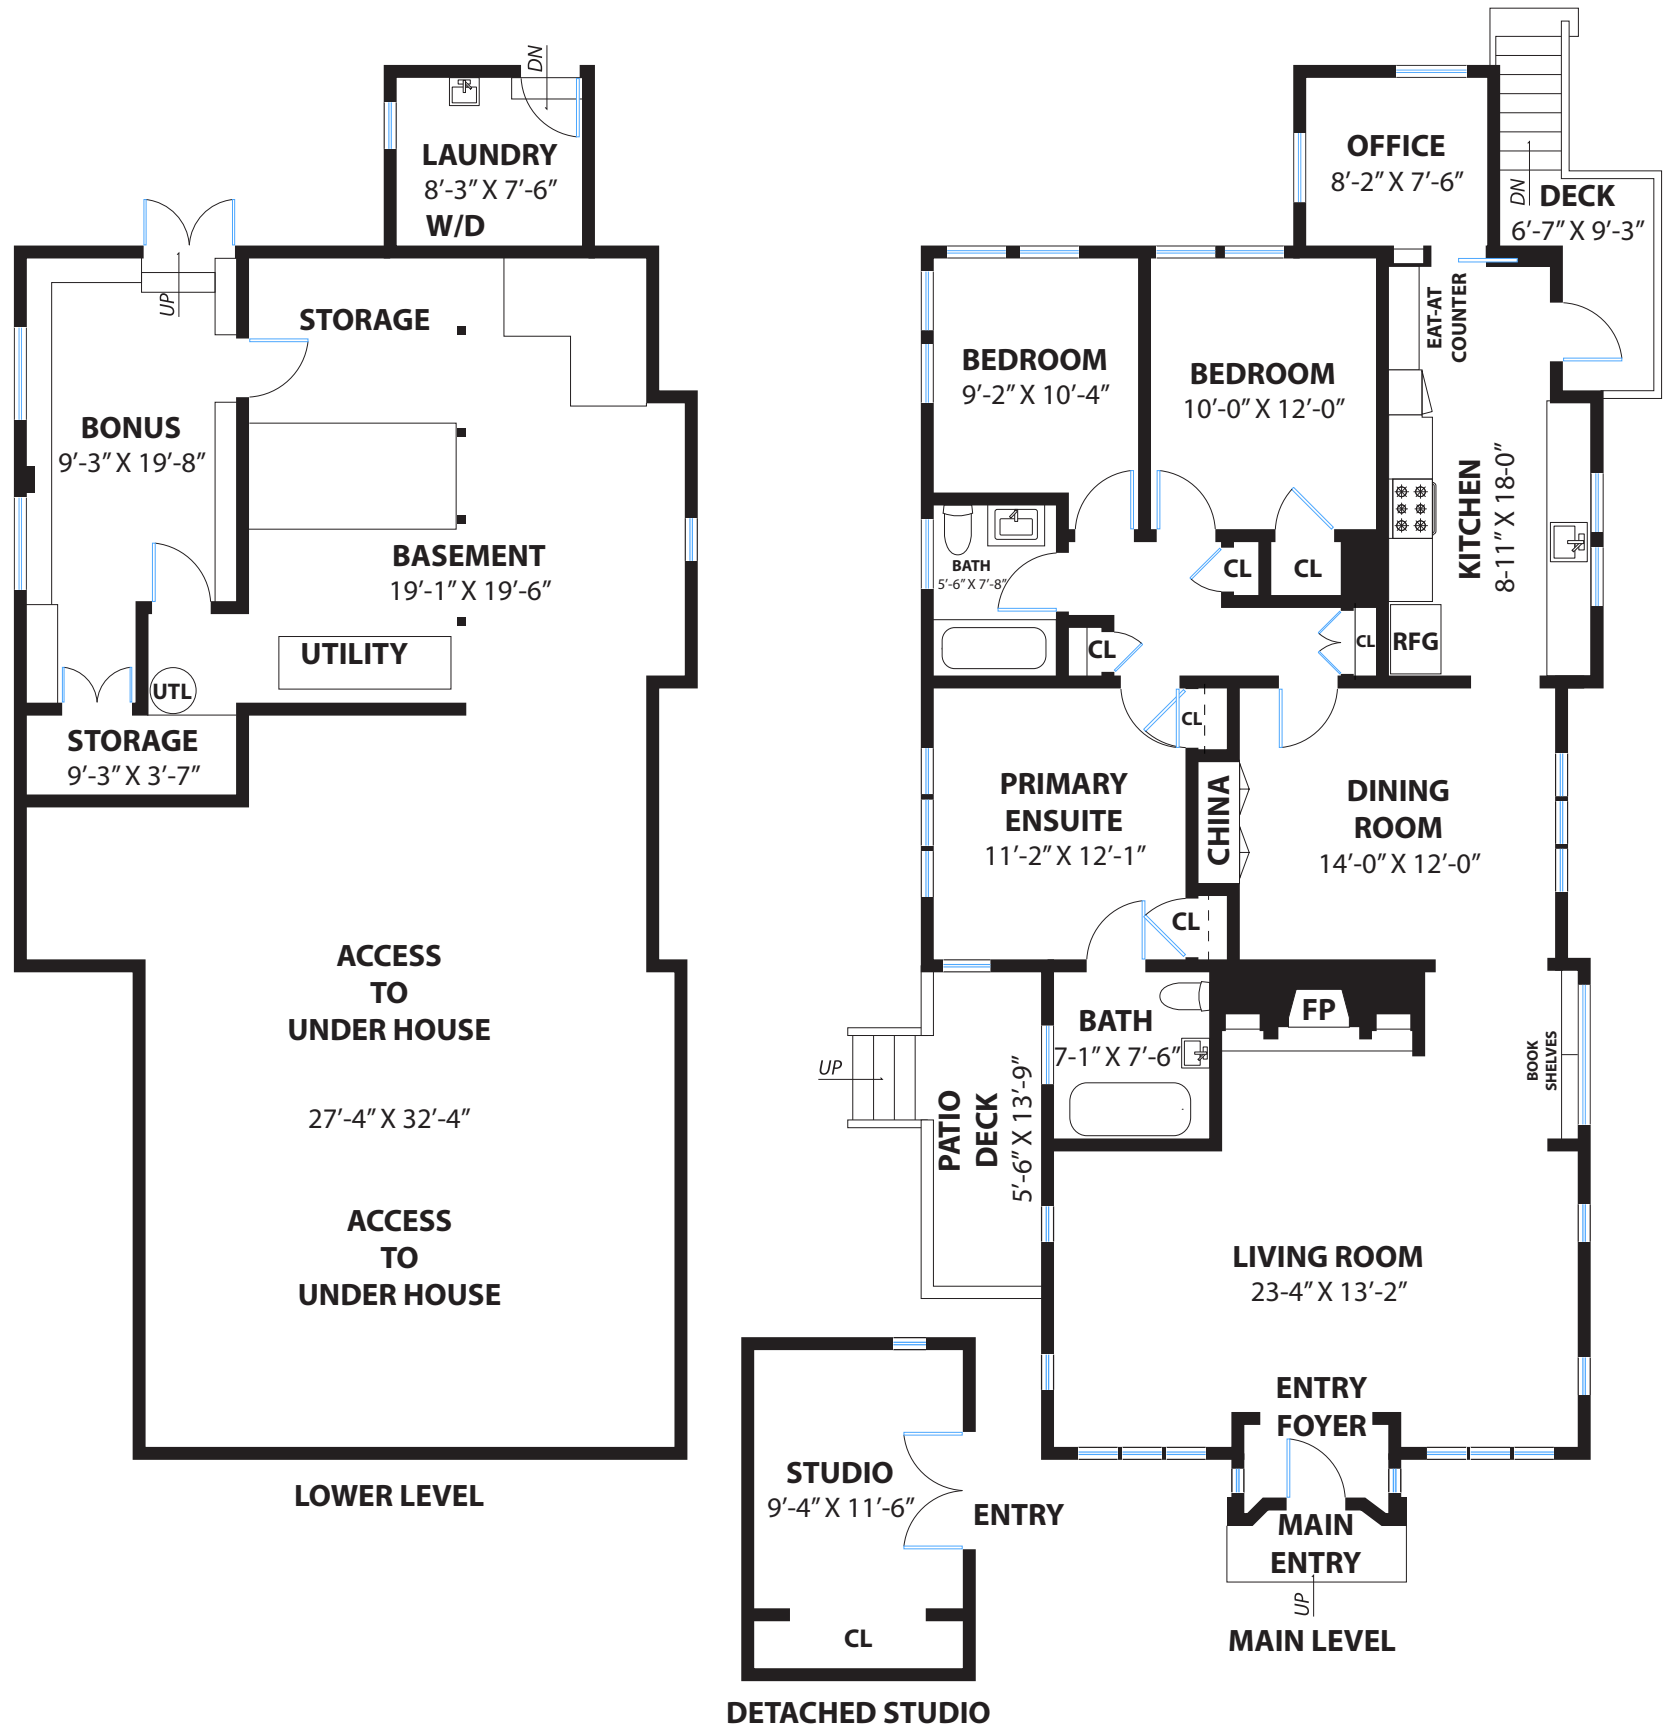 DN
LAUNDRY
8’-3” X 7’-6”
W/D
UP
STORAGE
BONUS
9’-3” X 19’-8”
BASEMENT
19’-1” X 19’-6”
UTILITY
UTL
STORAGE
9’-3” X 3’-7”
ACCESS
TO
UNDER HOUSE
27’-4” X 32’-4”
ACCESS
TO
UNDER HOUSE
LOWER LEVEL
OFFICE
8’-2” X 7’-6”
DN
DECK
6’-7” X 9’-3”
EAT-AT
COUNTER
BEDROOM
9’-2” X 10’-4”
BEDROOM
10’-0” X 12’-0”
KITCHEN
8-11” X 18-0”
BATH
5’-6” X 7’-8”
CL
CL
CL
CL
RFG
CL
PRIMARY
ENSUITE
11’-2” X 12’-1”
CHINA
DINING
ROOM
14’-0” X 12’-0”
CL
FP
BATH
7-1” X 7’-6”
BOOK
SHELVES
UP
PATIO
DECK
5’-6” X 13’-9”
LIVING ROOM
23-4” X 13’-2”
ENTRY
FOYER
MAIN
ENTRY
UP
MAIN LEVEL
STUDIO
9’-4” X 11’-6”
ENTRY
CL
DETACHED STUDIO